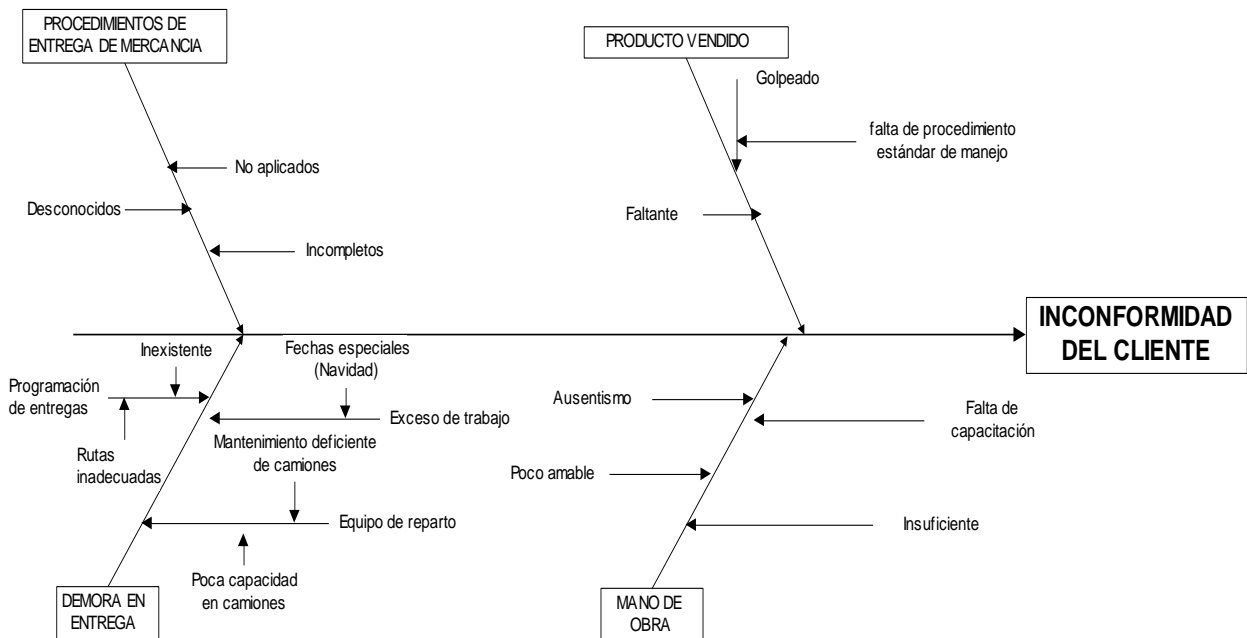 PROCEDIMIENTOS DE
ENTREGA DE MERCANCIA
PRODUCTO VENDIDO
Golpeado
falta de procedimiento
estándar de manejo
No aplicados
Desconocidos
Faltante
Incompletos
INCONFORMIDAD
DEL CLIENTE
Inexistente
Fechas especiales
(Navidad)
Programación
de entregas
Ausentismo
Exceso de trabajo
Falta de
capacitación
Mantenimiento deficiente
de camiones
Rutas
inadecuadas
Poco amable
Equipo de reparto
Insuficiente
Poca capacidad
en camiones
DEMORA EN
ENTREGA
MANO DE
OBRA